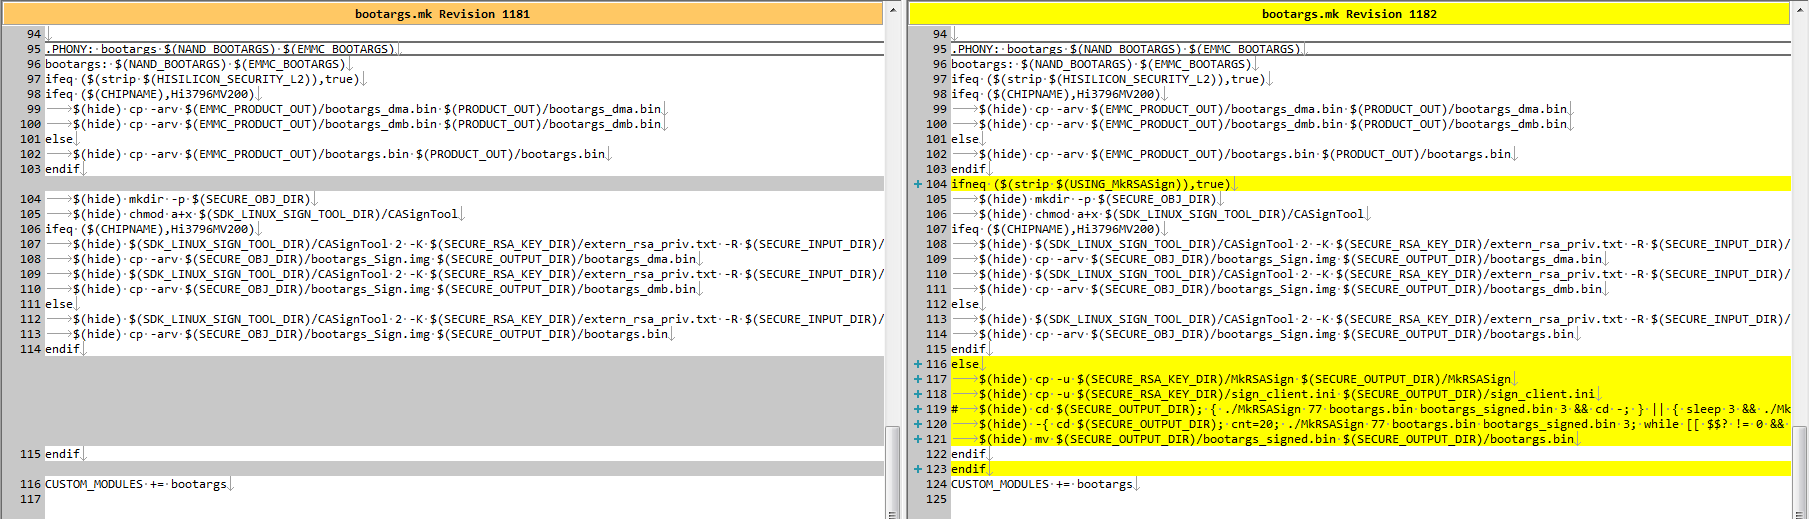 bootargs.mk Revision 1181
94
95 .PHONY: bootargs $(NAND_BOOTARGS) $(EMMC_BOOTARGS)
96 bootargs: $(NAND_BOOTARGS) $(EMMC_BOOTARGS)
97 ifeq ($(strip $(HISILICON_SECURITY_L2)),true)
98 ifeq ($(CHIPNAME),Hi3796MV200)
99 $(hide) cp -arv $(EMMC_PRODUCT_OUT)/bootargs_dma.bin $(PRODUCT_OUT)/bootargs_dma.bin
100 $(hide) cp -arv $(EMMC_PRODUCT_OUT)/bootargs_dmb.bin $(PRODUCT_OUT)/bootargs_dmb.bin
101 else
102 $(hide) cp -arv $(EMMC_PRODUCT_OUT)/bootargs.bin $(PRODUCT_OUT)/bootargs.bin
103 endif
104 $(hide) mkdir -p $(SECURE_OBJ_DIR)
105 $(hide) chmod a+x $(SDK_LINUX_SIGN_TOOL_DIR)/CASignTool
106 ifeq ($(CHIPNAME),Hi3796MV200)
107 $(hide) $(SDK_LINUX_SIGN_TOOL_DIR)/CASignTool 2 -K $(SECURE_RSA_KEY_DIR)/extern_rsa_priv.txt -R $(SECURE_INPUT_DIR)/
108 $(hide) cp -arv $(SECURE_OBJ_DIR)/bootargs_Sign.img $(SECURE_OUTPUT_DIR)/bootargs_dma.bin
109 $(hide) $(SDK_LINUX_SIGN_TOOL_DIR)/CASignTool 2 -K $(SECURE_RSA_KEY_DIR)/extern_rsa_priv.txt -R $(SECURE_INPUT_DIR)/
110 $(hide) cp -arv $(SECURE_OBJ_DIR)/bootargs_Sign.img $(SECURE_OUTPUT_DIR)/bootargs_dmb.bin
111 else
112 $(hide) $(SDK_LINUX_SIGN_TOOL_DIR)/CASignTool 2 -K $(SECURE_RSA_KEY_DIR)/extern_rsa_priv.txt -R $(SECURE_INPUT_DIR)/
113 $(hide) cp -arv $(SECURE_OBJ_DIR)/bootargs_Sign.img $(SECURE_OUTPUT_DIR)/bootargs.bin
114 endif
115 endif
116 CUSTOM_MODULES += bootargs
117
bootargs.mk Revision 1182
94
95 .PHONY: bootargs $(NAND_BOOTARGS) $(EMMC_BOOTARGS)
96 bootargs: $(NAND_BOOTARGS) $(EMMC_BOOTARGS)
97 ifeq ($(strip $(HISILICON_SECURITY_L2)),true)
98 ifeq ($(CHIPNAME),Hi3796MV200)
99 $(hide) cp -arv $(EMMC_PRODUCT_OUT)/bootargs_dma.bin $(PRODUCT_OUT)/bootargs_dma.bin
100 $(hide) cp -arv $(EMMC_PRODUCT_OUT)/bootargs_dmb.bin $(PRODUCT_OUT)/bootargs_dmb.bin
101 else
102 $(hide) cp -arv $(EMMC_PRODUCT_OUT)/bootargs.bin $(PRODUCT_OUT)/bootargs.bin
103 endif
+ 104 ifneq ($(strip $(USING_MkRSASign)),true)
105 $(hide) mkdir -p $(SECURE_OBJ_DIR)
106 $(hide) chmod a+x $(SDK_LINUX_SIGN_TOOL_DIR)/CASignTool
107 ifeq ($(CHIPNAME),Hi3796MV200)
108 $(hide) $(SDK_LINUX_SIGN_TOOL_DIR)/CASignTool 2 -K $(SECURE_RSA_KEY_DIR)/extern_rsa_priv.txt -R $(SECURE_INPUT_DIR)/
109 $(hide) cp -arv $(SECURE_OBJ_DIR)/bootargs_Sign.img $(SECURE_OUTPUT_DIR)/bootargs_dma.bin
110 $(hide) $(SDK_LINUX_SIGN_TOOL_DIR)/CASignTool 2 -K $(SECURE_RSA_KEY_DIR)/extern_rsa_priv.txt -R $(SECURE_INPUT_DIR)/
111 $(hide) cp -arv $(SECURE_OBJ_DIR)/bootargs_Sign.img $(SECURE_OUTPUT_DIR)/bootargs_dmb.bin
112 else
113 $(hide) $(SDK_LINUX_SIGN_TOOL_DIR)/CASignTool 2 -K $(SECURE_RSA_KEY_DIR)/extern_rsa_priv.txt -R $(SECURE_INPUT_DIR)/
114 $(hide) cp -arv $(SECURE_OBJ_DIR)/bootargs_Sign.img $(SECURE_OUTPUT_DIR)/bootargs.bin
115 endif
+ 116 else
+ 117 $(hide) cp -u $(SECURE_RSA_KEY_DIR)/MkRSASign $(SECURE_OUTPUT_DIR)/MkRSASign
+ 118 $(hide) cp -u $(SECURE_RSA_KEY_DIR)/sign_client.ini $(SECURE_OUTPUT_DIR)/sign_client.ini
+ 119 # $(hide) cd $(SECURE_OUTPUT_DIR); { ./MkRSASign 77 bootargs.bin bootargs_signed.bin 3 && cd -; } || { sleep 3 && ./Mk
+ 120 $(hide) -{ cd $(SECURE_OUTPUT_DIR); cnt=20; ./MkRSASign 77 bootargs.bin bootargs_signed.bin 3; while [[ $$? != 0 &&
+ 121 $(hide) mv $(SECURE_OUTPUT_DIR)/bootargs_signed.bin $(SECURE_OUTPUT_DIR)/bootargs.bin
122 endif
+ 123 endif
124 CUSTOM_MODULES += bootargs
125